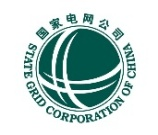 国家电网公司
STATE GRID CORPORATION OF CHINA